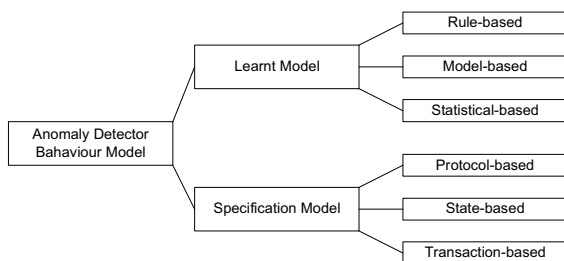 Rule-based
Learnt Model
Model-based
Statistical-based
Anomaly Detector
Bahaviour Model
Protocol-based
Specification Model
State-based
Transaction-based